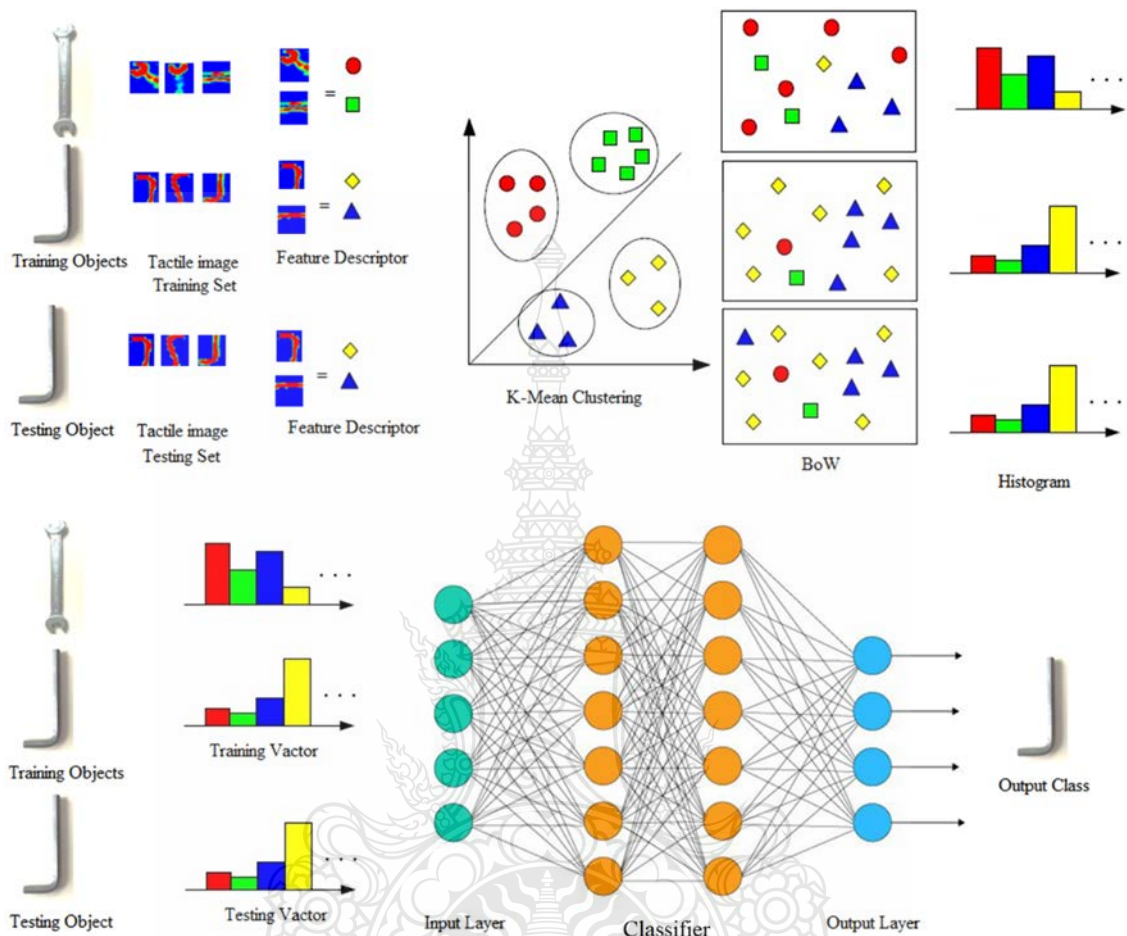 Training Objects
Tactile image
Training Set
=
=
Feature Descriptor
Testing Object
Tactile image
Testing Set
=
Feature Descriptor
K-Mean Clustering
BoW
. . .
. . .
. . .
Histogram
Training Objects
Testing Object
. . .
. . .
Training Vactor
. . .
Testing Vactor
Input Layer
Classifier
Output Layer
Output Class